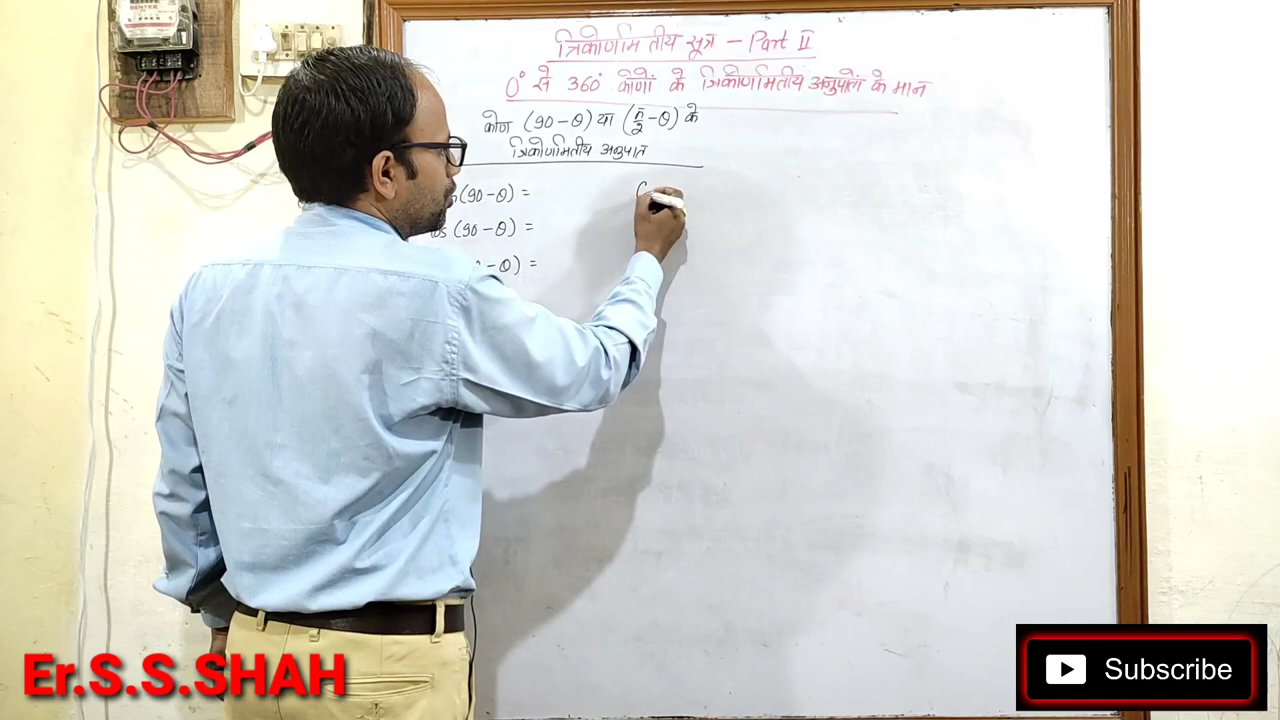 त्रिकोणमितीय सूत्र - Part II
0° से 360° कोणों के त्रिकोणमितीय अनुपात के मान
कोण (90-θ) या (π/2-θ) के
त्रिकोणमितीय अनुपात
(90-θ) =
(90-θ) =
-θ) =
Er.S.S.SHAH
Subscribe